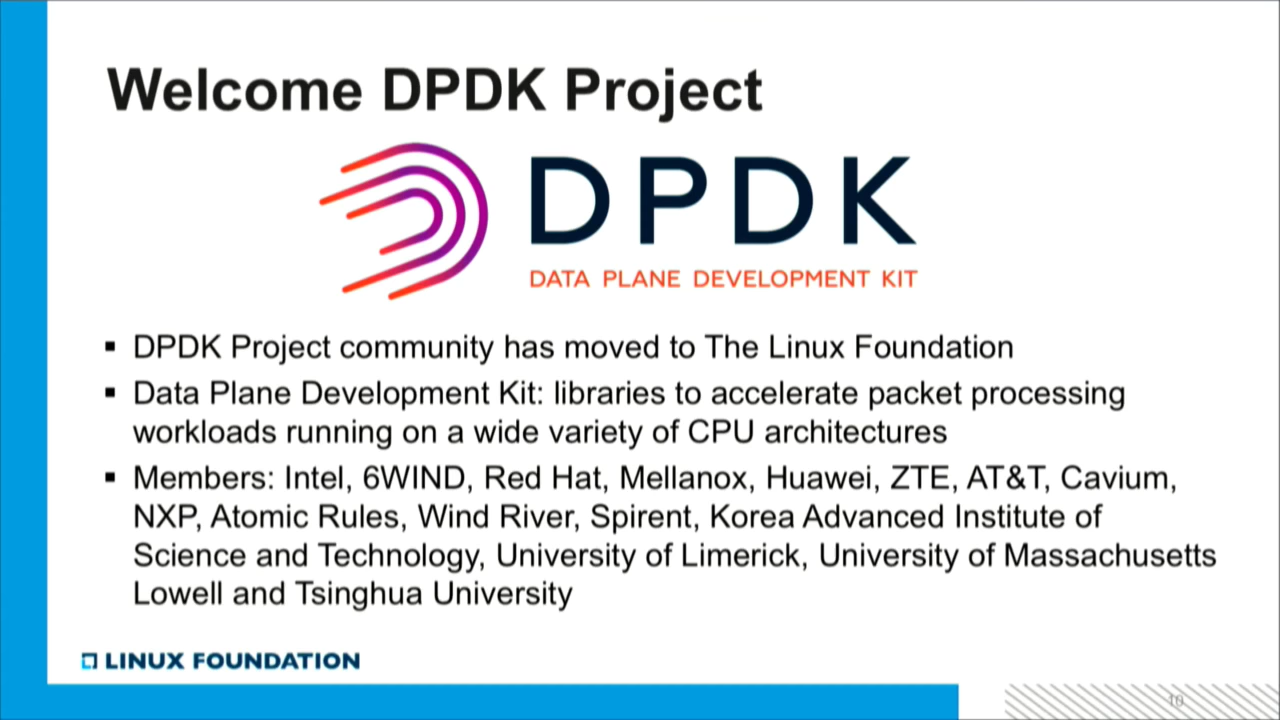 Welcome DPDK Project
DPDK
DATA PLANE DEVELOPMENT KIT
▪ DPDK Project community has moved to The Linux Foundation
▪ Data Plane Development Kit: libraries to accelerate packet processing
workloads running on a wide variety of CPU architectures
▪ Members: Intel, 6WIND, Red Hat, Mellanox, Huawei, ZTE, AT&T, Cavium,
NXP, Atomic Rules, Wind River, Spirent, Korea Advanced Institute of
Science and Technology, University of Limerick, University of Massachusetts
Lowell and Tsinghua University
LINUX FOUNDATION
10